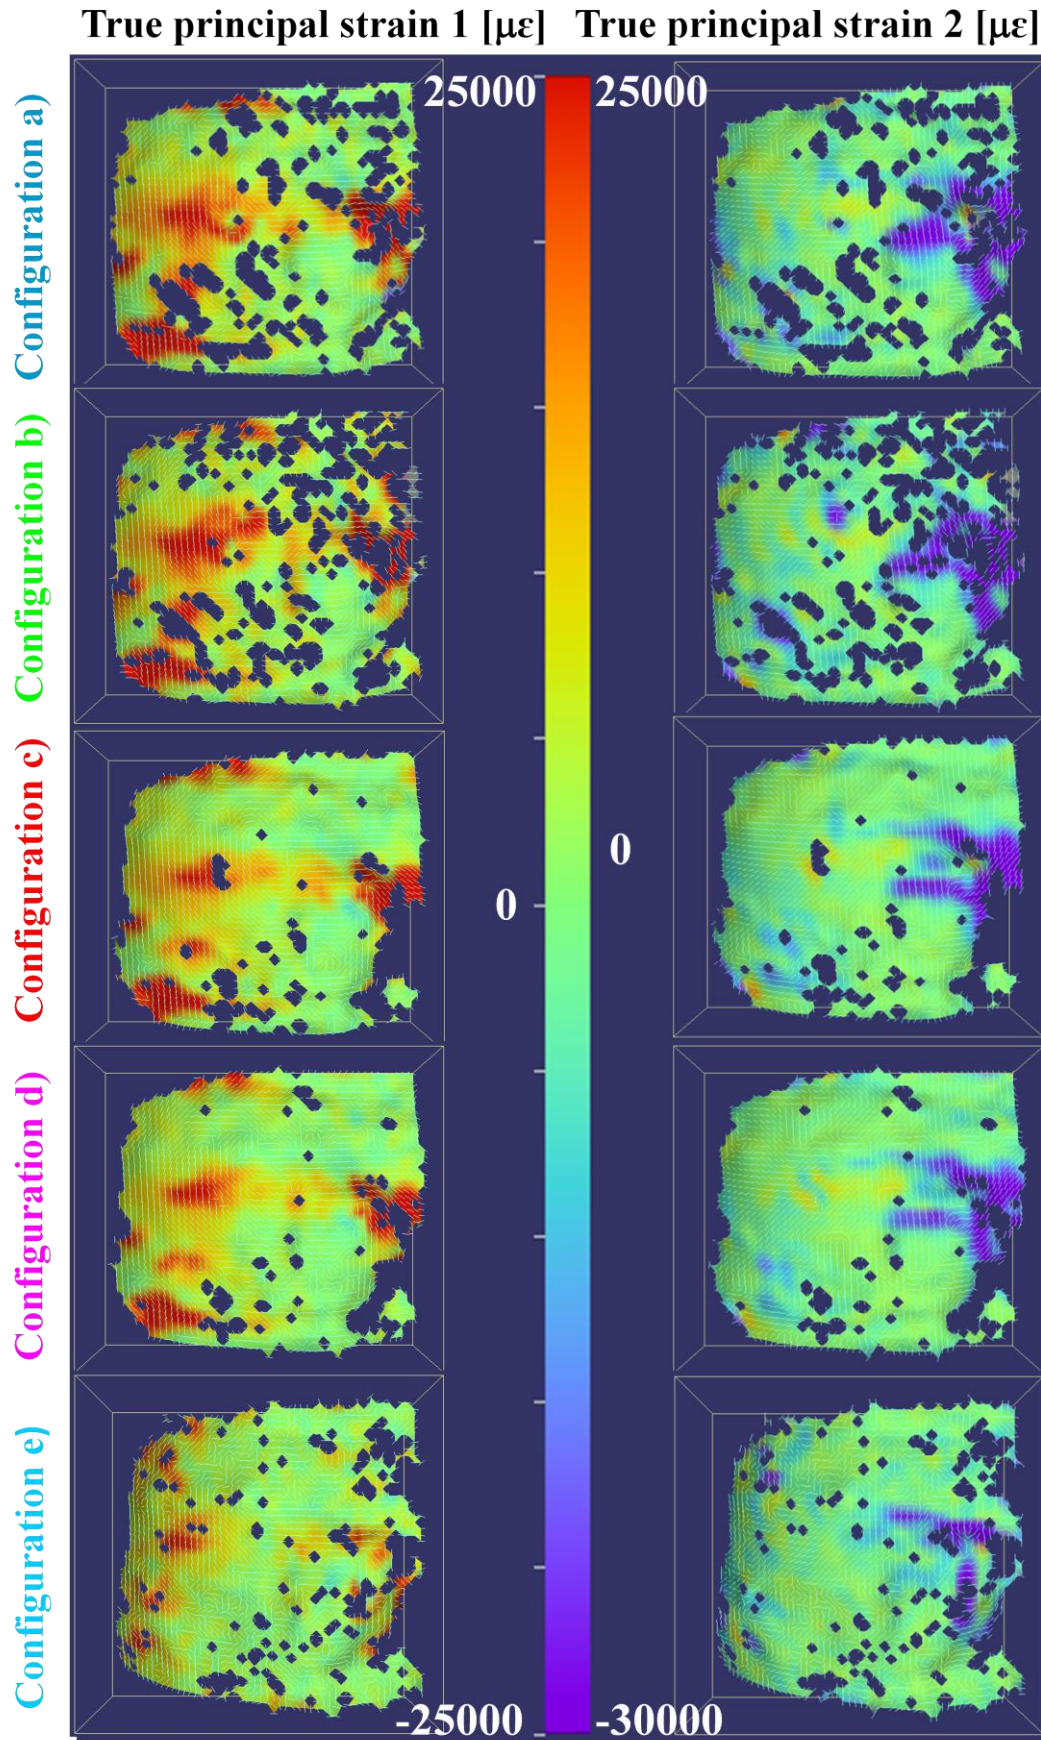 True principal strain 1 [με] True principal strain 2 [με]
25000 25000
Configuration a)
Configuration b)
Configuration c)
0
0
Configuration d)
Configuration e)
-25000 -30000